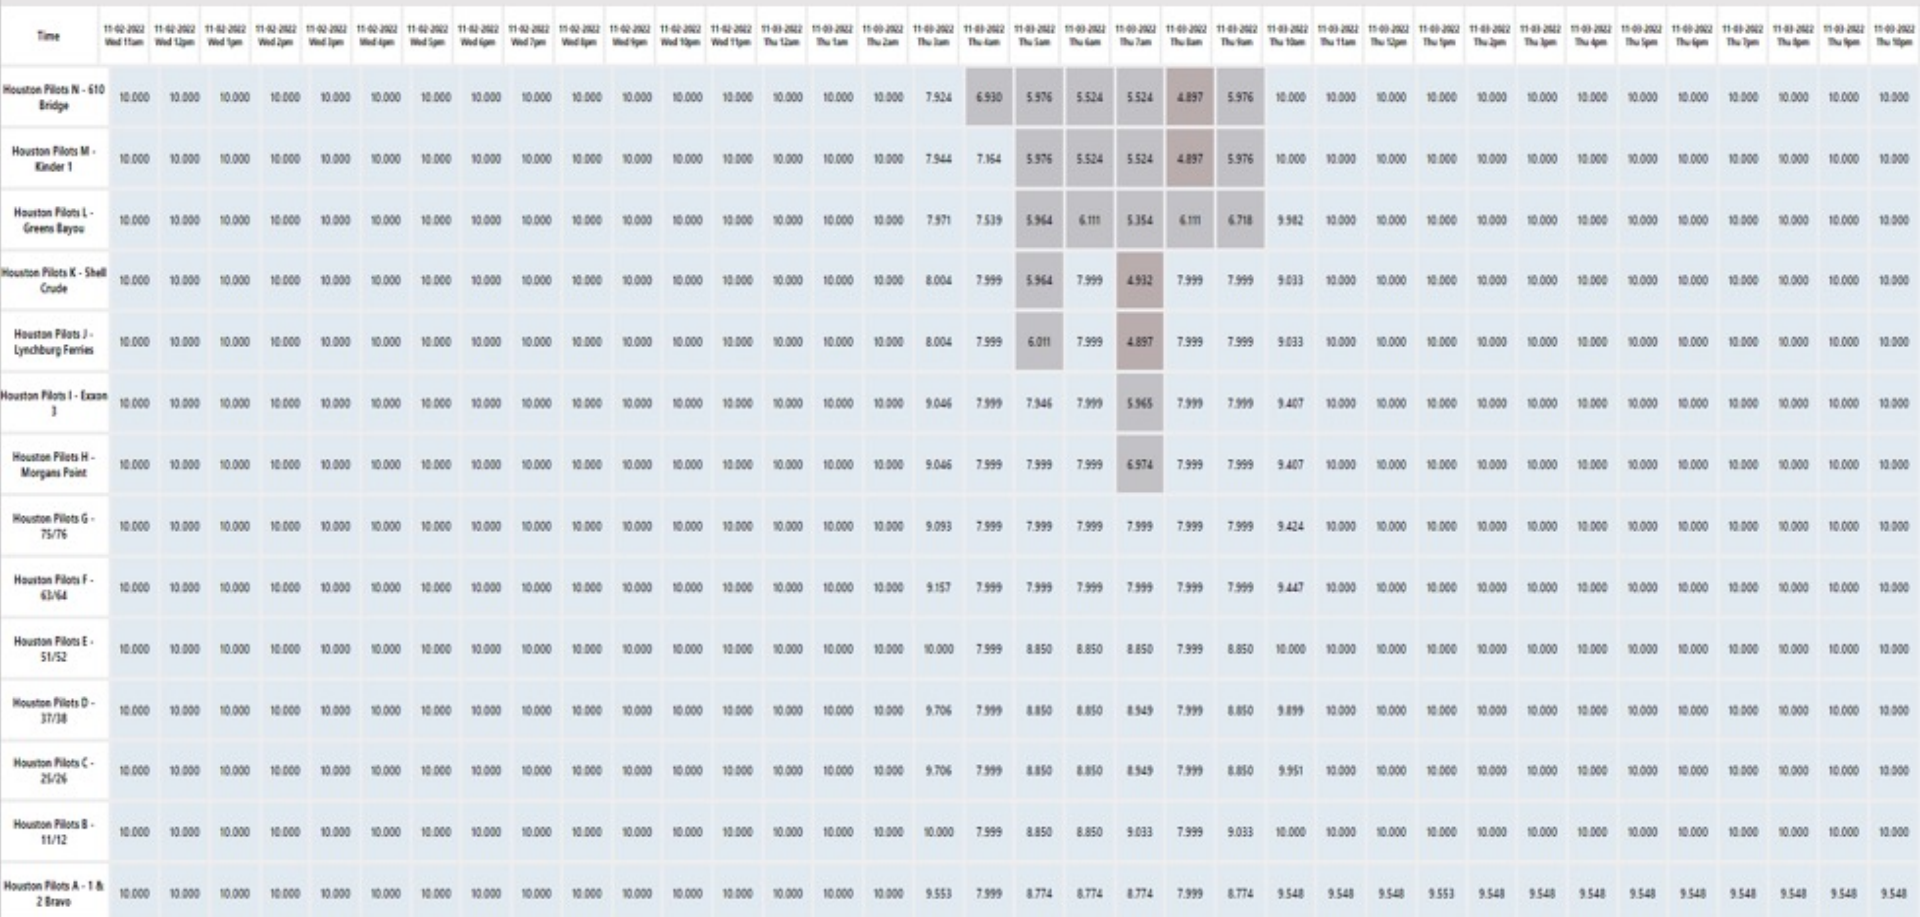 Time
11-02-2022 11-02-2022 11-02-2022 11-02-2022 11-02-2022 11-02-2022 11-02-2022 11-02-2022 11-02-2022 11-02-2022 11-02-2022 11-02-2022 11-02-2022 11-03-2022 11-03-2022 11-03-2022 11-03-2022 11-03-2022 11-03-2022 11-03-2022 11-03-2022 11-03-2022 11-03-2022 11-03-2022 11-03-2022 11-03-2022 11-03-2022 11-03-2022 11-03-2022 11-03-2022 11-03-2022 11-03-2022 11-03-2022 11-03-2022 11-03-2022 11-03-2022
Wed 11am Wed 12pm Wed 1pm Wed 2pm Wed 3pm Wed 4pm Wed 5pm Wed 6pm Wed 7pm Wed 8pm Wed 9pm Wed 10pm Wed 11pm Thu 12am Thu 1am Thu 2am Thu 3am Thu 4am Thu 5am Thu 6am Thu 7am Thu 8am Thu 9am Thu 10am Thu 11am Thu 12pm Thu 1pm Thu 2pm Thu 3pm Thu 4pm Thu 5pm Thu 6pm Thu 7pm Thu 8pm Thu 9pm Thu 10pm
Houston Pilots N - 610
Bridge
10.000 10.000 10.000 10.000 10.000 10.000 10.000 10.000 10.000 10.000 10.000 10.000 10.000 10.000 10.000 10.000 7.924 6.930 5.976 5.524 5.524 4.897 5.976 10.000 10.000 10.000 10.000 10.000 10.000 10.000 10.000 10.000 10.000 10.000 10.000 10.000
Houston Pilots M -
Kinder 1
10.000 10.000 10.000 10.000 10.000 10.000 10.000 10.000 10.000 10.000 10.000 10.000 10.000 10.000 10.000 10.000 7.944 7.164 5.976 5.524 5.524 4.897 5.976 10.000 10.000 10.000 10.000 10.000 10.000 10.000 10.000 10.000 10.000 10.000 10.000 10.000
Houston Pilots L -
Greens Bayou
10.000 10.000 10.000 10.000 10.000 10.000 10.000 10.000 10.000 10.000 10.000 10.000 10.000 10.000 10.000 10.000 7.971 7.539 5.964 6.111 5.354 6.111 6.718 9.982 10.000 10.000 10.000 10.000 10.000 10.000 10.000 10.000 10.000 10.000 10.000 10.000
Houston Pilots K - Shell
Crude
10.000 10.000 10.000 10.000 10.000 10.000 10.000 10.000 10.000 10.000 10.000 10.000 10.000 10.000 10.000 10.000 8.004 7.999 5.964 7.999 4.932 7.999 7.999 9.033 10.000 10.000 10.000 10.000 10.000 10.000 10.000 10.000 10.000 10.000 10.000 10.000
Houston Pilots J -
Lynchburg Ferries
10.000 10.000 10.000 10.000 10.000 10.000 10.000 10.000 10.000 10.000 10.000 10.000 10.000 10.000 10.000 10.000 8.004 7.999 6.011 7.999 4.897 7.999 7.999 9.033 10.000 10.000 10.000 10.000 10.000 10.000 10.000 10.000 10.000 10.000 10.000 10.000
Houston Pilots I - Exxon
3
10.000 10.000 10.000 10.000 10.000 10.000 10.000 10.000 10.000 10.000 10.000 10.000 10.000 10.000 10.000 10.000 9.046 7.999 7.946 7.999 5.965 7.999 7.999 9.407 10.000 10.000 10.000 10.000 10.000 10.000 10.000 10.000 10.000 10.000 10.000 10.000
Houston Pilots H -
Morgans Point
10.000 10.000 10.000 10.000 10.000 10.000 10.000 10.000 10.000 10.000 10.000 10.000 10.000 10.000 10.000 10.000 9.046 7.999 7.999 7.999 6.974 7.999 7.999 9.407 10.000 10.000 10.000 10.000 10.000 10.000 10.000 10.000 10.000 10.000 10.000 10.000
Houston Pilots G -
75/76
10.000 10.000 10.000 10.000 10.000 10.000 10.000 10.000 10.000 10.000 10.000 10.000 10.000 10.000 10.000 10.000 9.093 7.999 7.999 7.999 7.999 7.999 7.999 9.424 10.000 10.000 10.000 10.000 10.000 10.000 10.000 10.000 10.000 10.000 10.000 10.000
Houston Pilots F -
63/64
10.000 10.000 10.000 10.000 10.000 10.000 10.000 10.000 10.000 10.000 10.000 10.000 10.000 10.000 10.000 10.000 9.157 7.999 7.999 7.999 7.999 7.999 7.999 9.447 10.000 10.000 10.000 10.000 10.000 10.000 10.000 10.000 10.000 10.000 10.000 10.000
Houston Pilots E -
51/52
10.000 10.000 10.000 10.000 10.000 10.000 10.000 10.000 10.000 10.000 10.000 10.000 10.000 10.000 10.000 10.000 10.000 7.999 8.850 8.850 8.850 7.999 8.850 10.000 10.000 10.000 10.000 10.000 10.000 10.000 10.000 10.000 10.000 10.000 10.000 10.000
Houston Pilots D -
37/38
10.000 10.000 10.000 10.000 10.000 10.000 10.000 10.000 10.000 10.000 10.000 10.000 10.000 10.000 10.000 10.000 9.706 7.999 8.850 8.850 8.949 7.999 8.850 9.899 10.000 10.000 10.000 10.000 10.000 10.000 10.000 10.000 10.000 10.000 10.000 10.000
Houston Pilots C -
25/26
10.000 10.000 10.000 10.000 10.000 10.000 10.000 10.000 10.000 10.000 10.000 10.000 10.000 10.000 10.000 10.000 9.706 7.999 8.850 8.850 8.949 7.999 8.850 9.951 10.000 10.000 10.000 10.000 10.000 10.000 10.000 10.000 10.000 10.000 10.000 10.000
Houston Pilots B -
11/12
10.000 10.000 10.000 10.000 10.000 10.000 10.000 10.000 10.000 10.000 10.000 10.000 10.000 10.000 10.000 10.000 10.000 7.999 8.850 8.850 9.033 7.999 9.033 10.000 10.000 10.000 10.000 10.000 10.000 10.000 10.000 10.000 10.000 10.000 10.000 10.000
Houston Pilots A - 1 &
2 Bravo
10.000 10.000 10.000 10.000 10.000 10.000 10.000 10.000 10.000 10.000 10.000 10.000 10.000 10.000 10.000 10.000 9.553 7.999 8.774 8.774 8.774 7.999 8.774 9.548 9.548 9.548 9.553 9.548 9.548 9.548 9.548 9.548 9.548 9.548 9.548 9.548